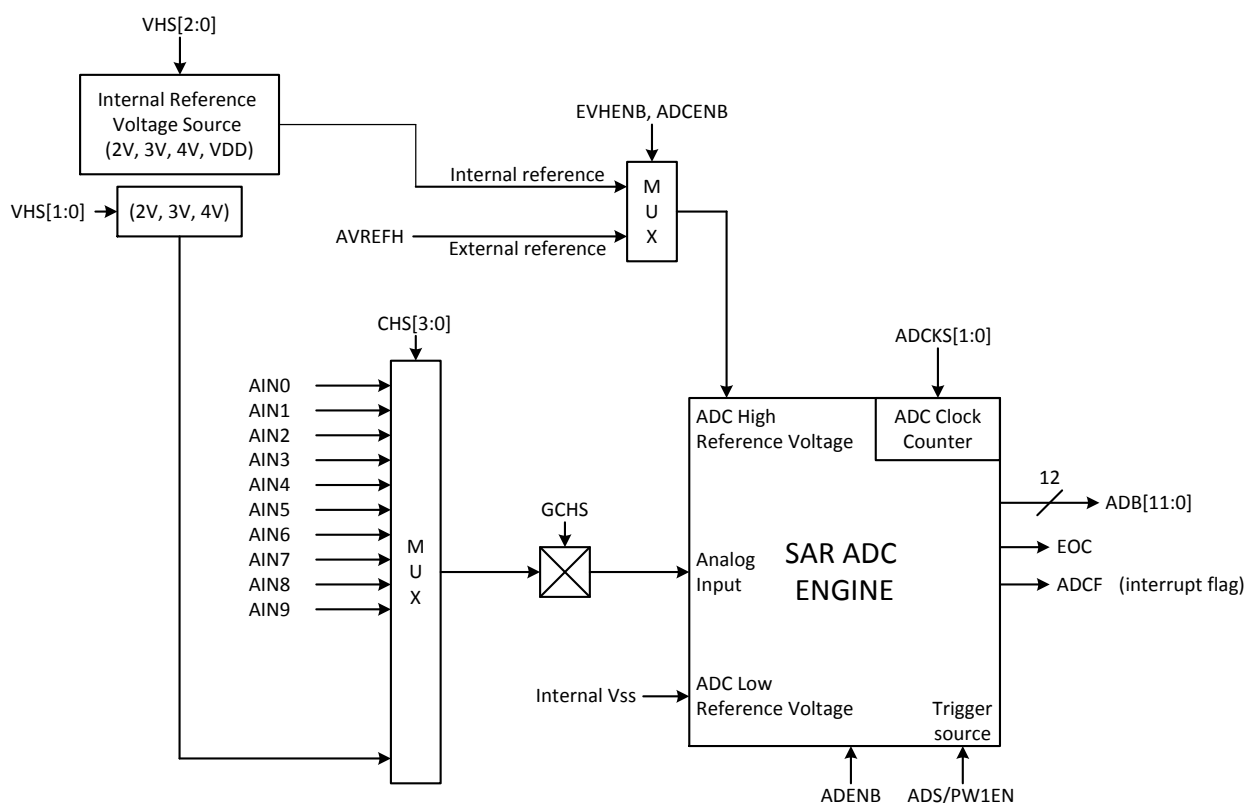 VHS[2:0]
Internal Reference
Voltage Source
(2V, 3V, 4V, VDD)
EVHENB, ADCENB
Internal reference
M
U
X
VHS[1:0]
(2V, 3V, 4V)
AVREFH
External reference
CHS[3:0]
ADCKS[1:0]
AIN0
AIN1
AIN2
AIN3
AIN4
AIN5
AIN6
AIN7
AIN8
AIN9
M
U
X
GCHS
ADC High
Reference Voltage
ADC Clock
Counter
12
ADB[11:0]
EOC
ADCF (interrupt flag)
Analog
Input
SAR ADC
ENGINE
Internal Vss
ADC Low
Reference Voltage
Trigger
source
ADENB
ADS/PW1EN